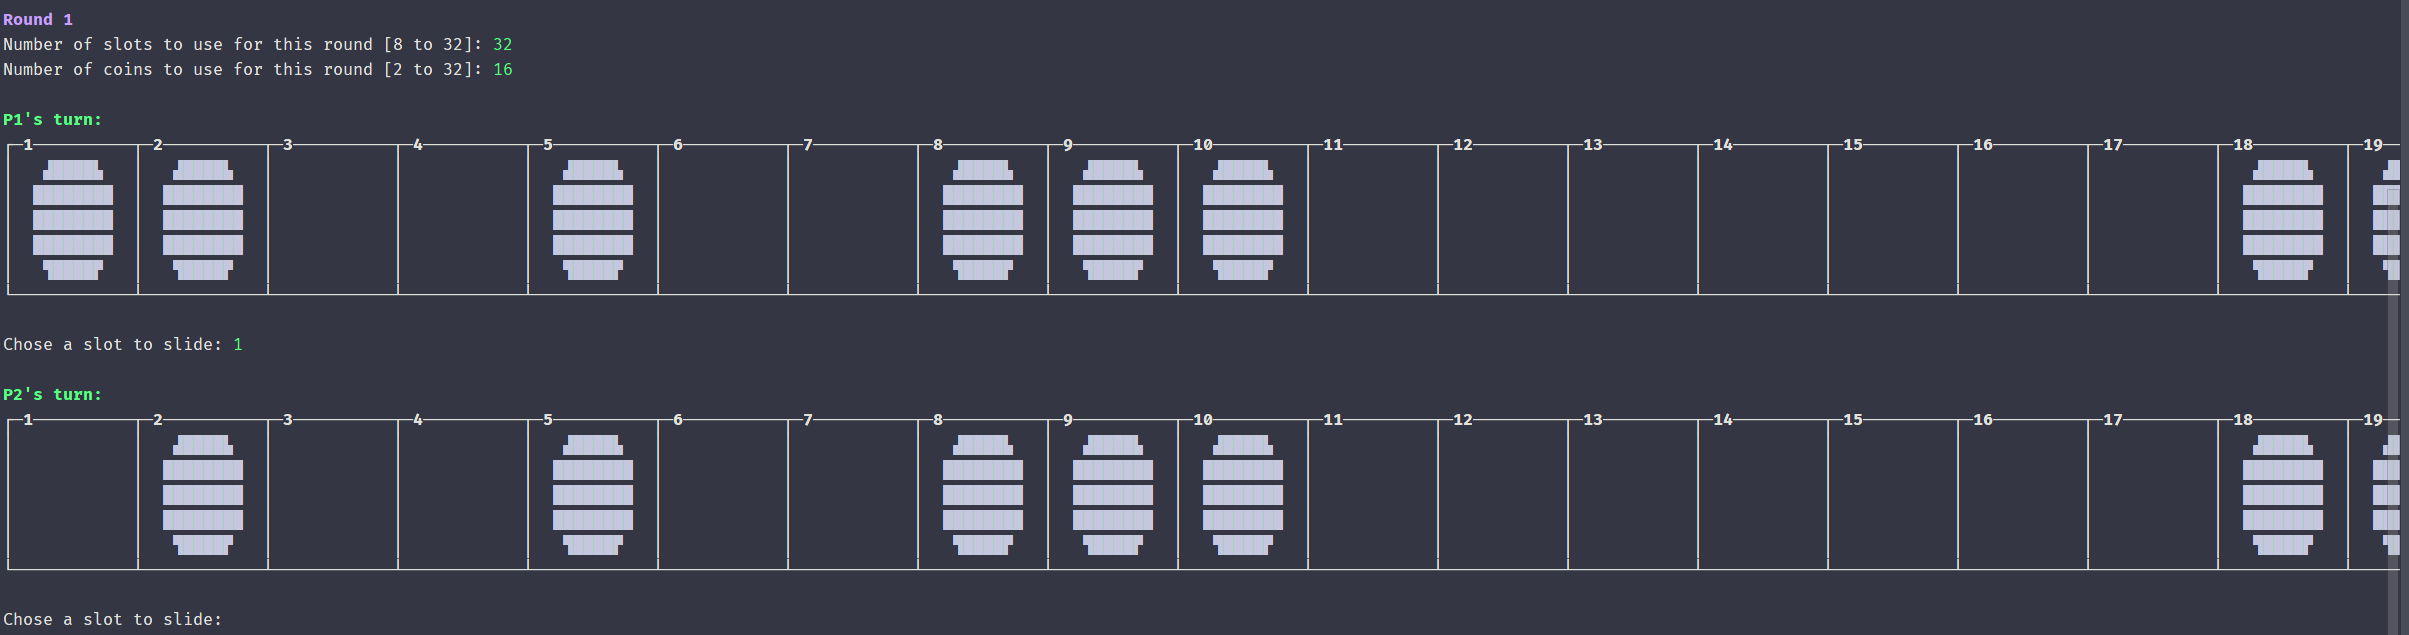 Round 1
Number of slots to use for this round [8 to 32]: 32
Number of coins to use for this round [2 to 32]: 16
P1's turn:
1 2 3 4 5 6 7 8 9 10 11 12 13 14 15 16 17 18 19
Chose a slot to slide: 1
P2's turn:
1 2 3 4 5 6 7 8 9 10 11 12 13 14 15 16 17 18 19
Chose a slot to slide: